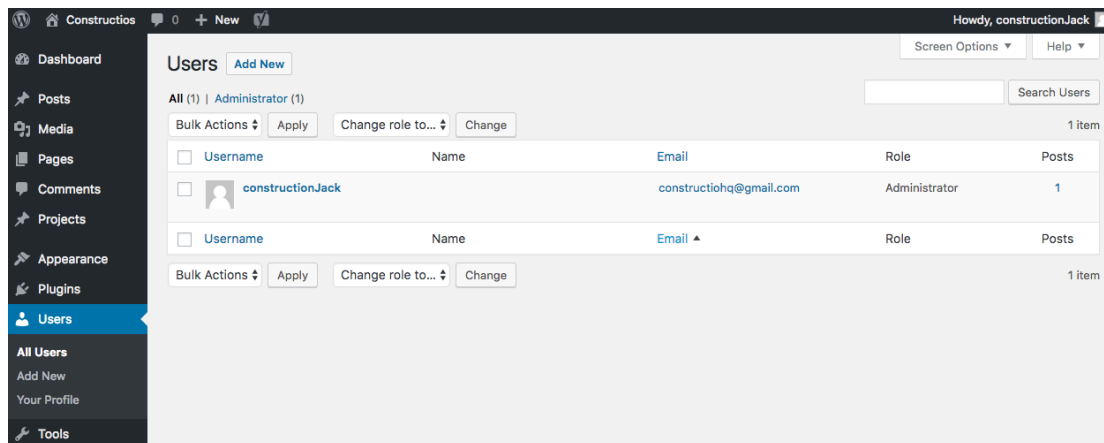 Constructios 0 + New Howdy, constructionJack
Screen Options ▼ Help ▼
Dashboard
Posts
Media
Pages
Comments
Projects
Appearance
Plugins
Users
All Users
Add New
Your Profile
Tools
Users Add New
All (1) | Administrator (1)
Search Users
Bulk Actions Apply Change role to... Change 1 item
Username Name Email Role Posts
constructionJack constructiohq@gmail.com Administrator 1
Username Name Email ▲ Role Posts
Bulk Actions Apply Change role to... Change 1 item